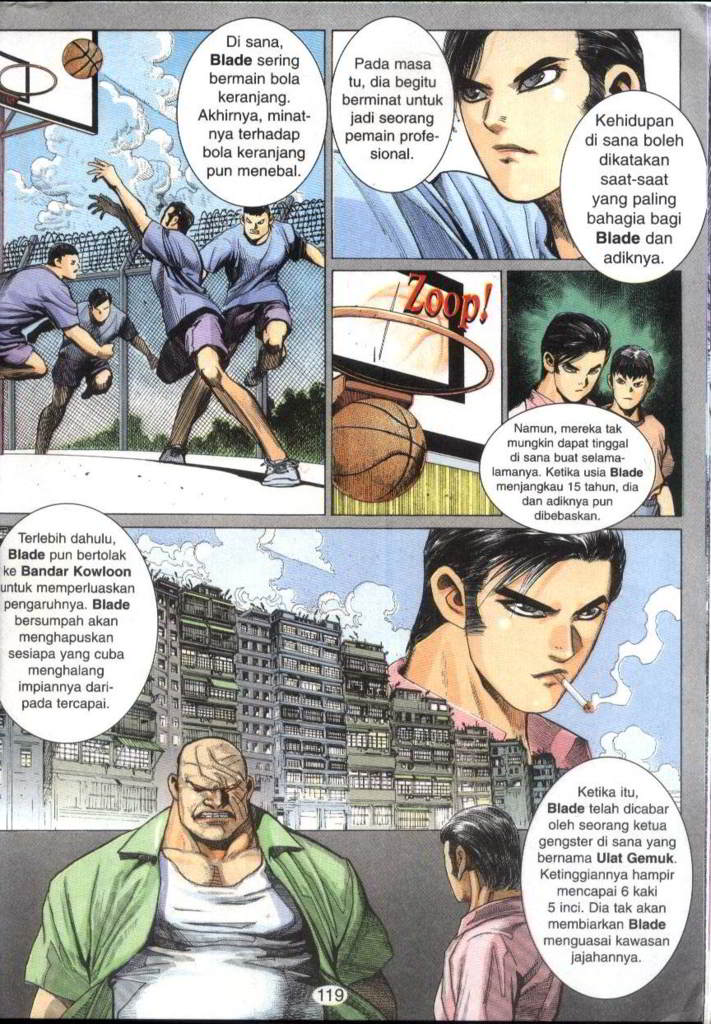 Di sana,
Blade sering
bermain bola
keranjang.
Akhirnya, minat-
nya terhadap
bola keranjang
pun menebal.
Pada masa
tu, dia begitu
berminat untuk
jadi seorang
pemain profe-
sional.
Kehidupan
di sana boleh
dikatakan
saat-saat
yang paling
bahagia bagi
Blade dan
adiknya.
Zoop!
Namun, mereka tak
mungkin dapat tinggal
di sana buat selama-
lamanya. Ketika usia Blade
menjangkau 15 tahun, dia
dan adiknya pun
dibebaskan.
Terlebih dahulu,
Blade pun bertolak
ke Bandar Kowloon
untuk memperluaskan
pengaruhnya. Blade
bersumpah akan
menghapuskan
sesiapa yang cuba
menghalang
impiannya dari-
pada tercapai.
Ketika itu,
Blade telah dicabar
oleh seorang ketua
gengster di sana yang
bernama Ulat Gemuk.
Ketinggiannya hampir
mencapai 6 kaki
5 inci. Dia tak akan
membiarkan Blade
menguasai kawasan
jajahannya.
119